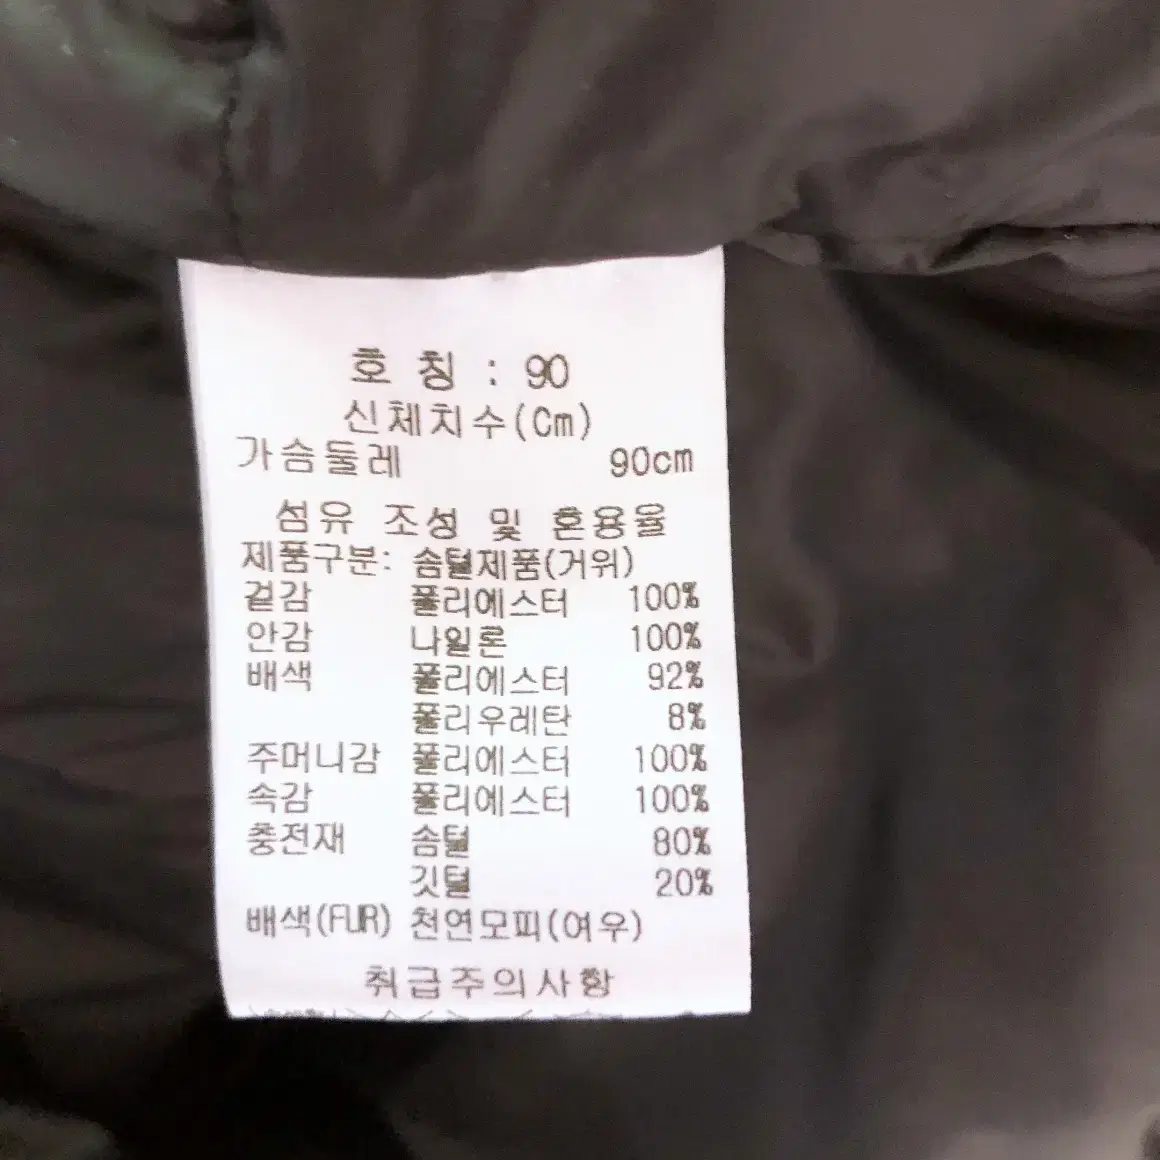 호 칭 : 90
신체치수(Cm)
가슴둘레 90cm
섬유 조성 및 혼용율
제품구분: 솜털제품(거위)
겉감 폴리에스터 100%
안감 나일론 100%
배색 폴리에스터 92%
폴리우레탄 8%
주머니감 폴리에스터 100%
속감 폴리에스터 100%
충전재 솜털 80%
깃털 20%
배색(FUR) 천연모피(여우)
취급주의사항